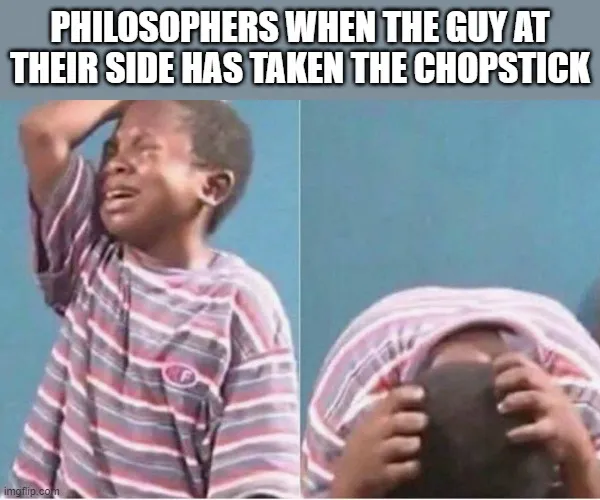 PHILOSOPHERS WHEN THE GUY AT
THEIR SIDE HAS TAKEN THE CHOPSTICK
imgflip.com